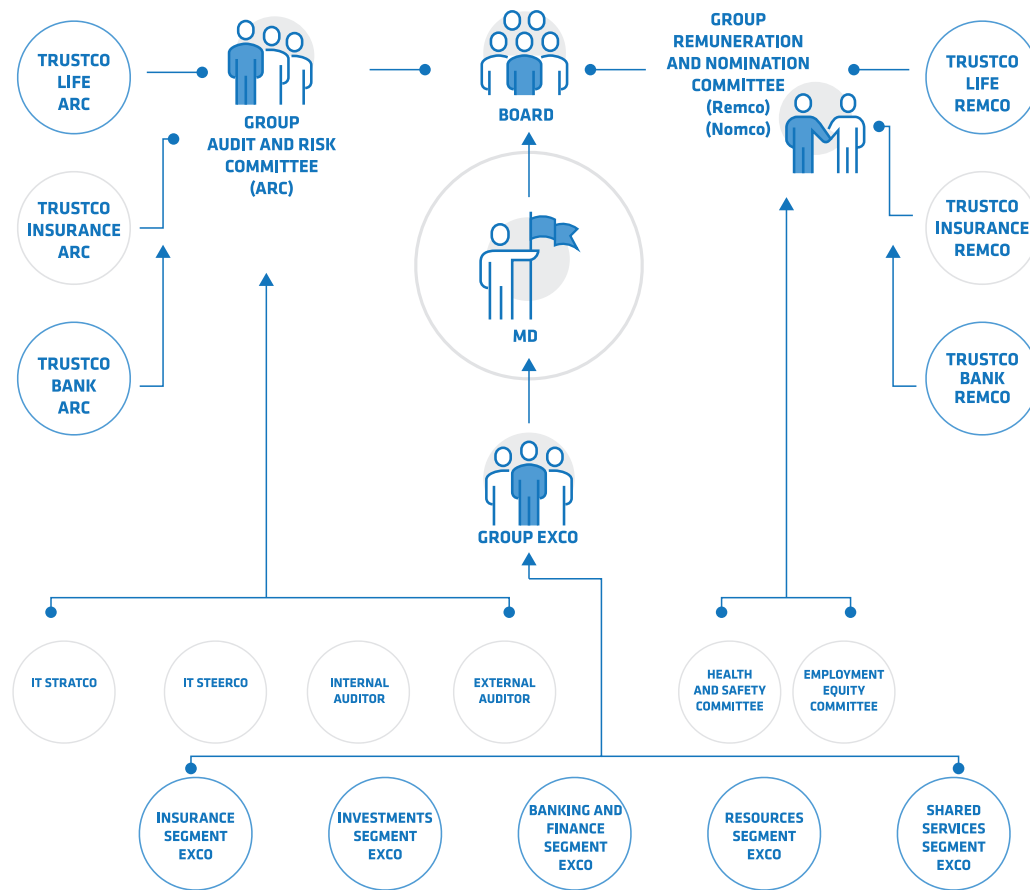 TRUSTCO
LIFE
ARC
GROUP
AUDIT AND RISK
COMMITTEE
(ARC)
BOARD
GROUP
REMUNERATION
AND NOMINATION
COMMITTEE
(Remco)
(Nomco)
TRUSTCO
LIFE
REMCO
TRUSTCO
INSURANCE
ARC
TRUSTCO
INSURANCE
REMCO
MD
TRUSTCO
BANK
ARC
TRUSTCO
BANK
REMCO
GROUP EXCO
IT STRATCO
IT STEERCO
INTERNAL
AUDITOR
EXTERNAL
AUDITOR
HEALTH
AND SAFETY
COMMITTEE
EMPLOYMENT
EQUITY
COMMITTEE
INSURANCE
SEGMENT
EXCO
INVESTMENTS
SEGMENT
EXCO
BANKING AND
FINANCE
SEGMENT
EXCO
RESOURCES
SEGMENT
EXCO
SHARED
SERVICES
SEGMENT
EXCO